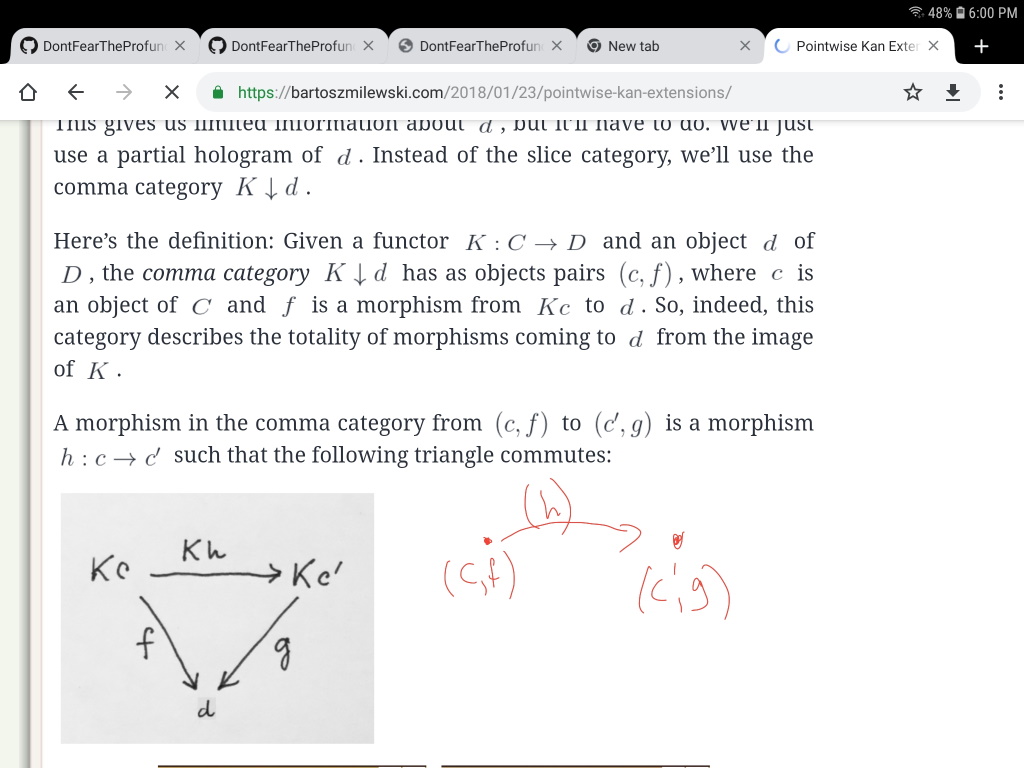 48% 6:00 PM
DontFearTheProfun × DontFearTheProfun × DontFearTheProfun × New tab × Pointwise Kan Exter × +
https://bartoszmilewski.com/2018/01/23/pointwise-kan-extensions/
This gives us limited information about d , but it'll have to do. We'll just
use a partial hologram of d . Instead of the slice category, we'll use the
comma category K ↓ d .
Here's the definition: Given a functor K : C → D and an object d of
D , the comma category K ↓ d has as objects pairs (c, f) , where c is
an object of C and f is a morphism from Kc to d . So, indeed, this
category describes the totality of morphisms coming to d from the image
of K .
A morphism in the comma category from (c, f) to (c′, g) is a morphism
h : c → c′ such that the following triangle commutes:
(h)
Kh
Kc → Kc'
(c,f) (c',g)
f g
d